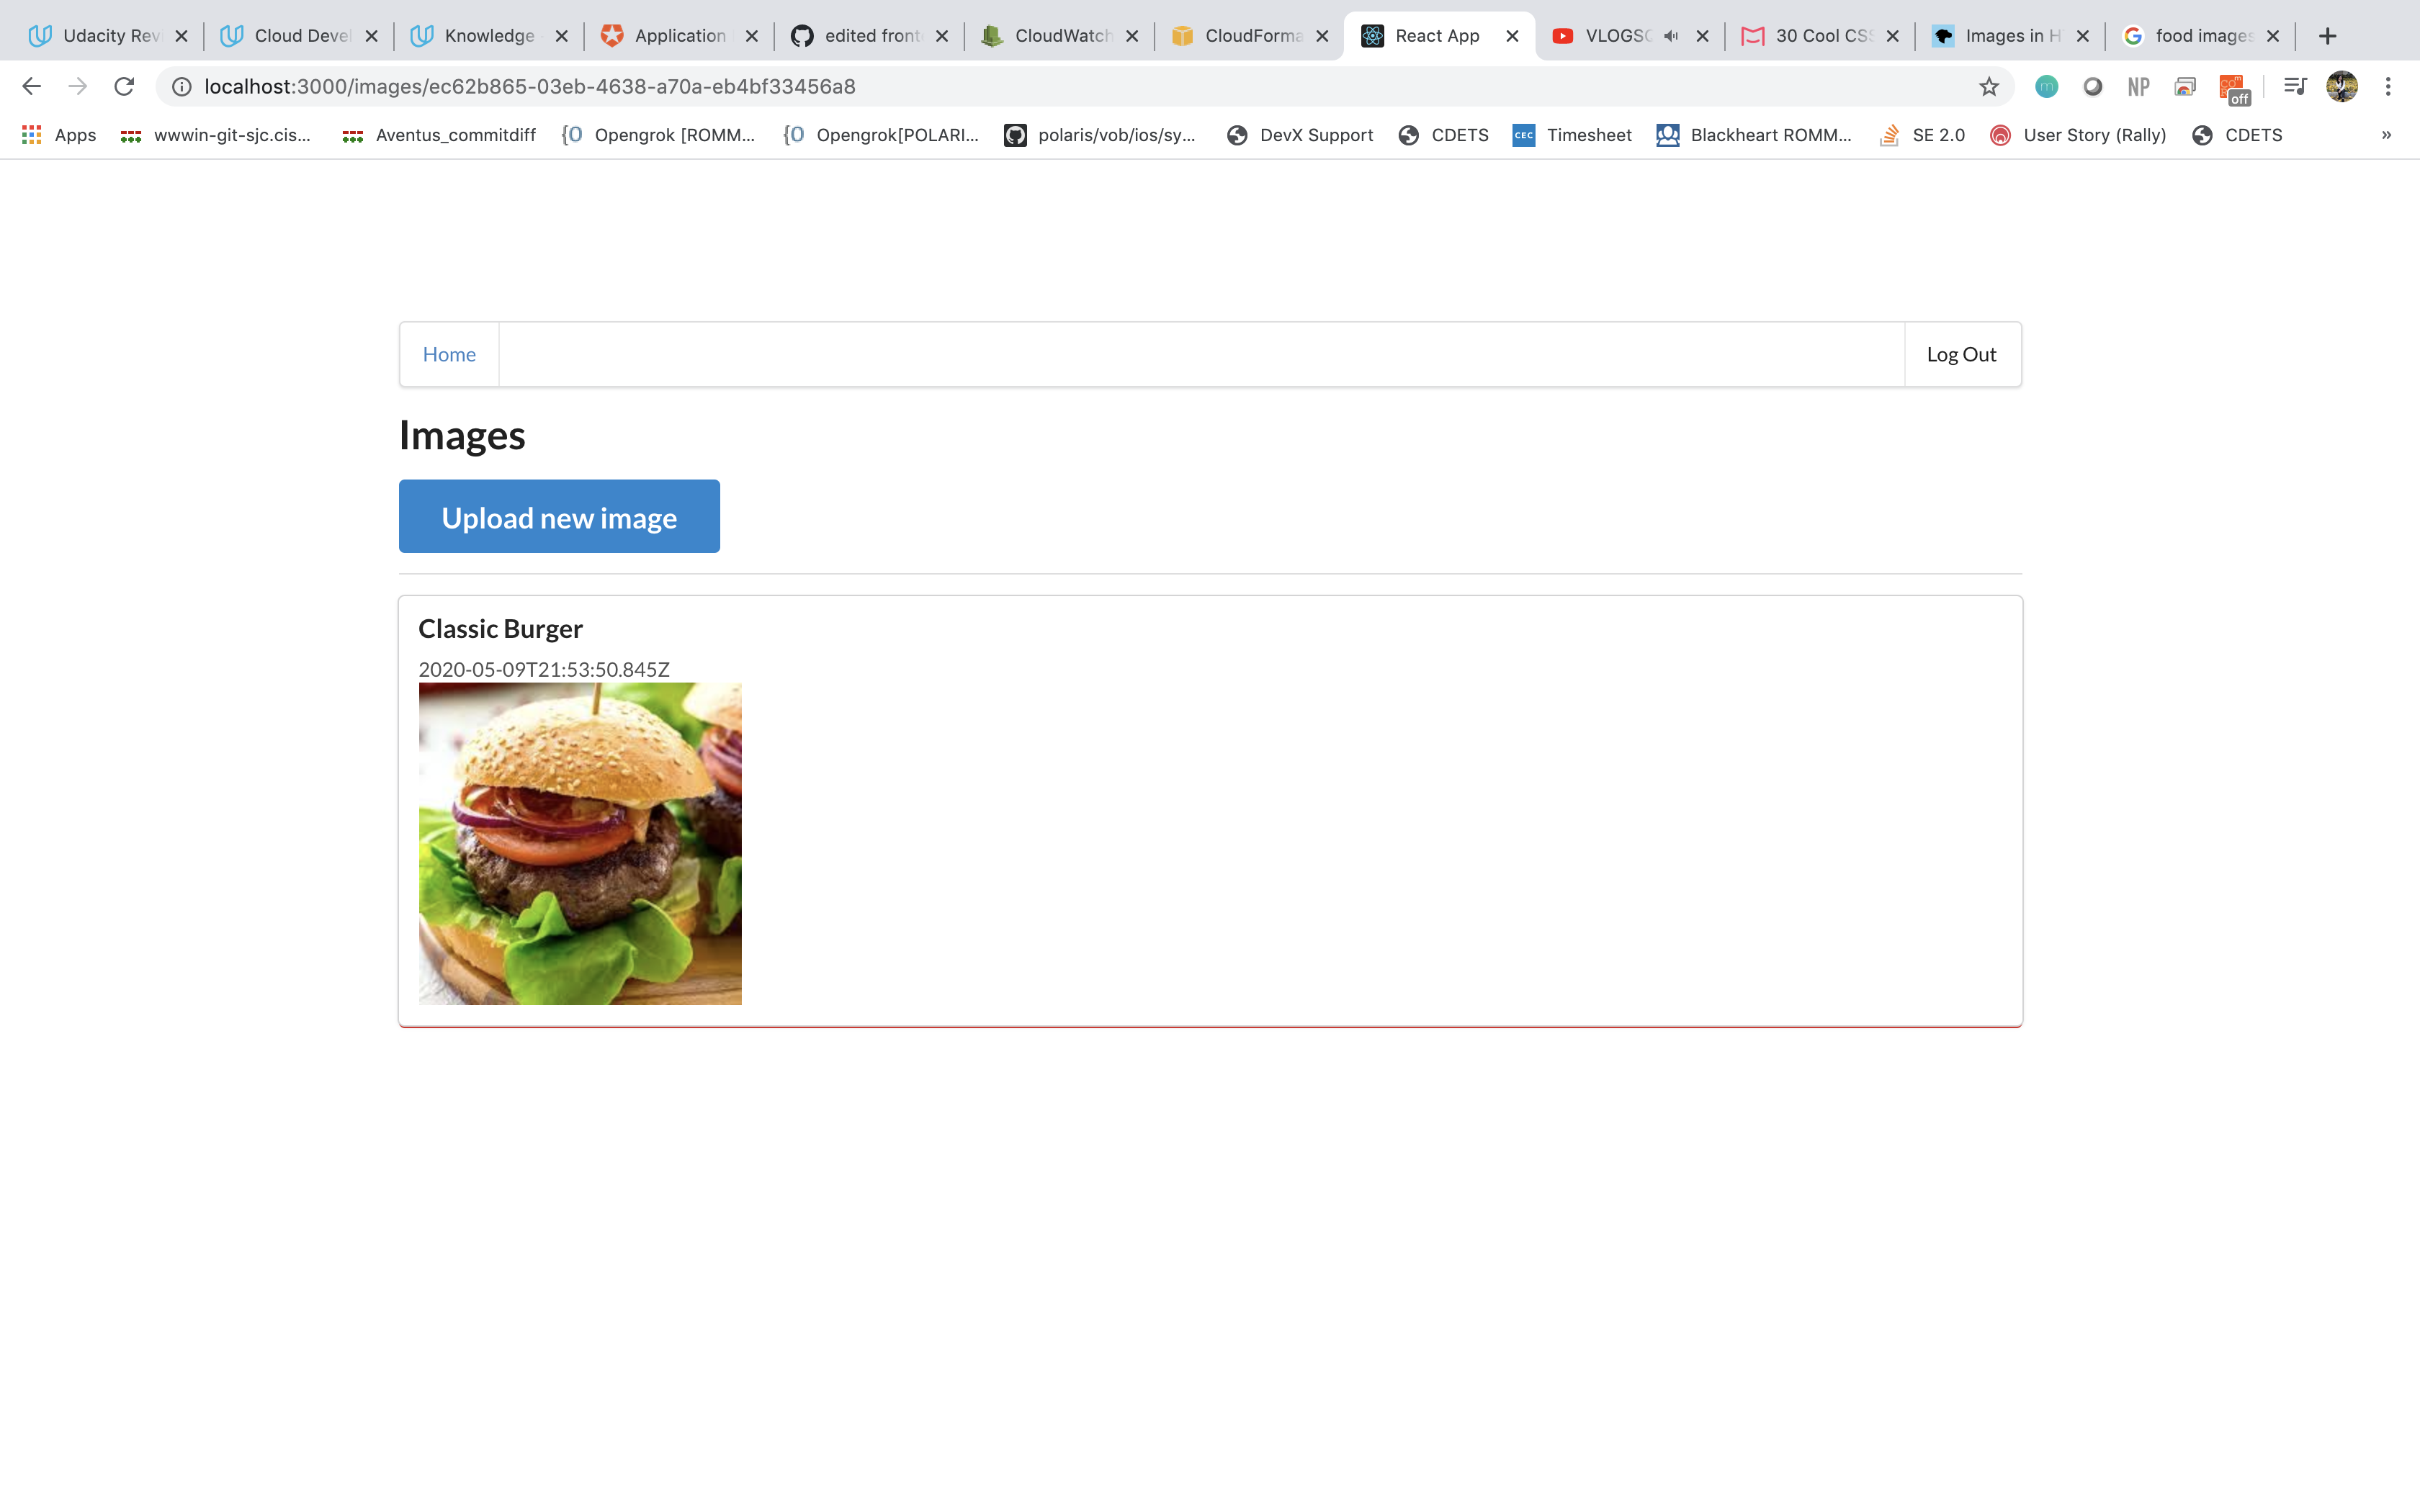 Udacity Rev Cloud Devel Knowledge Application edited front CloudWatch CloudForma React App VLOGSC 30 Cool CSS Images in H food images
localhost:3000/images/ec62b865-03eb-4638-a70a-eb4bf33456a8 m NP off
Apps wwwin-git-sjc.cis... Aventus_commitdiff {O Opengrok [ROMM... {O Opengrok[POLARI... polaris/vob/ios/sy... DevX Support CDETS CEC Timesheet Blackheart ROMM... SE 2.0 User Story (Rally) CDETS »
Home Log Out
Images
Upload new image
Classic Burger
2020-05-09T21:53:50.845Z